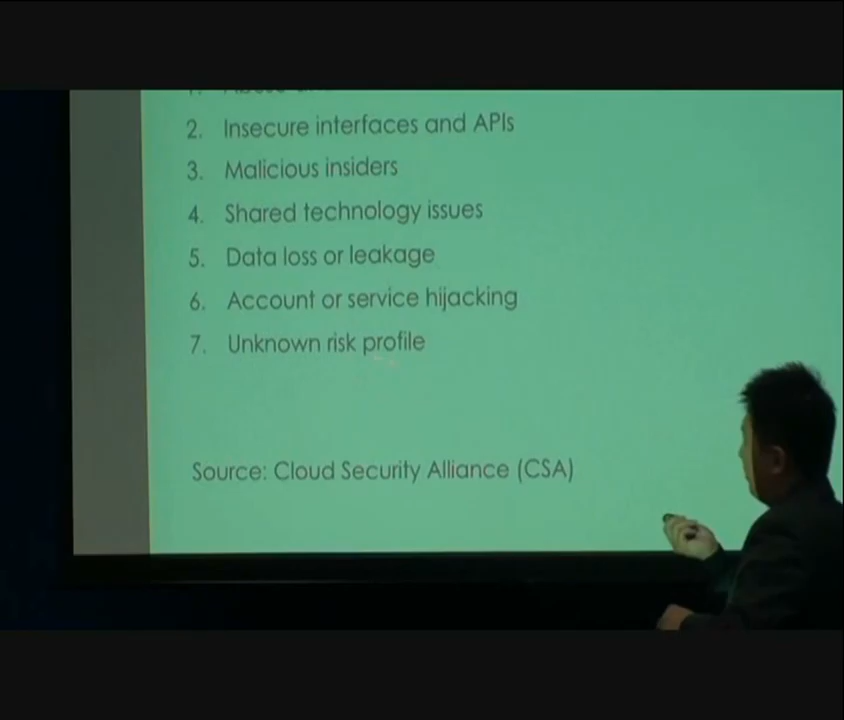 2. Insecure interfaces and APIs
3. Malicious insiders
4. Shared technology issues
5. Data loss or leakage
6. Account or service hijacking
7. Unknown risk profile
Source: Cloud Security Alliance (CSA)